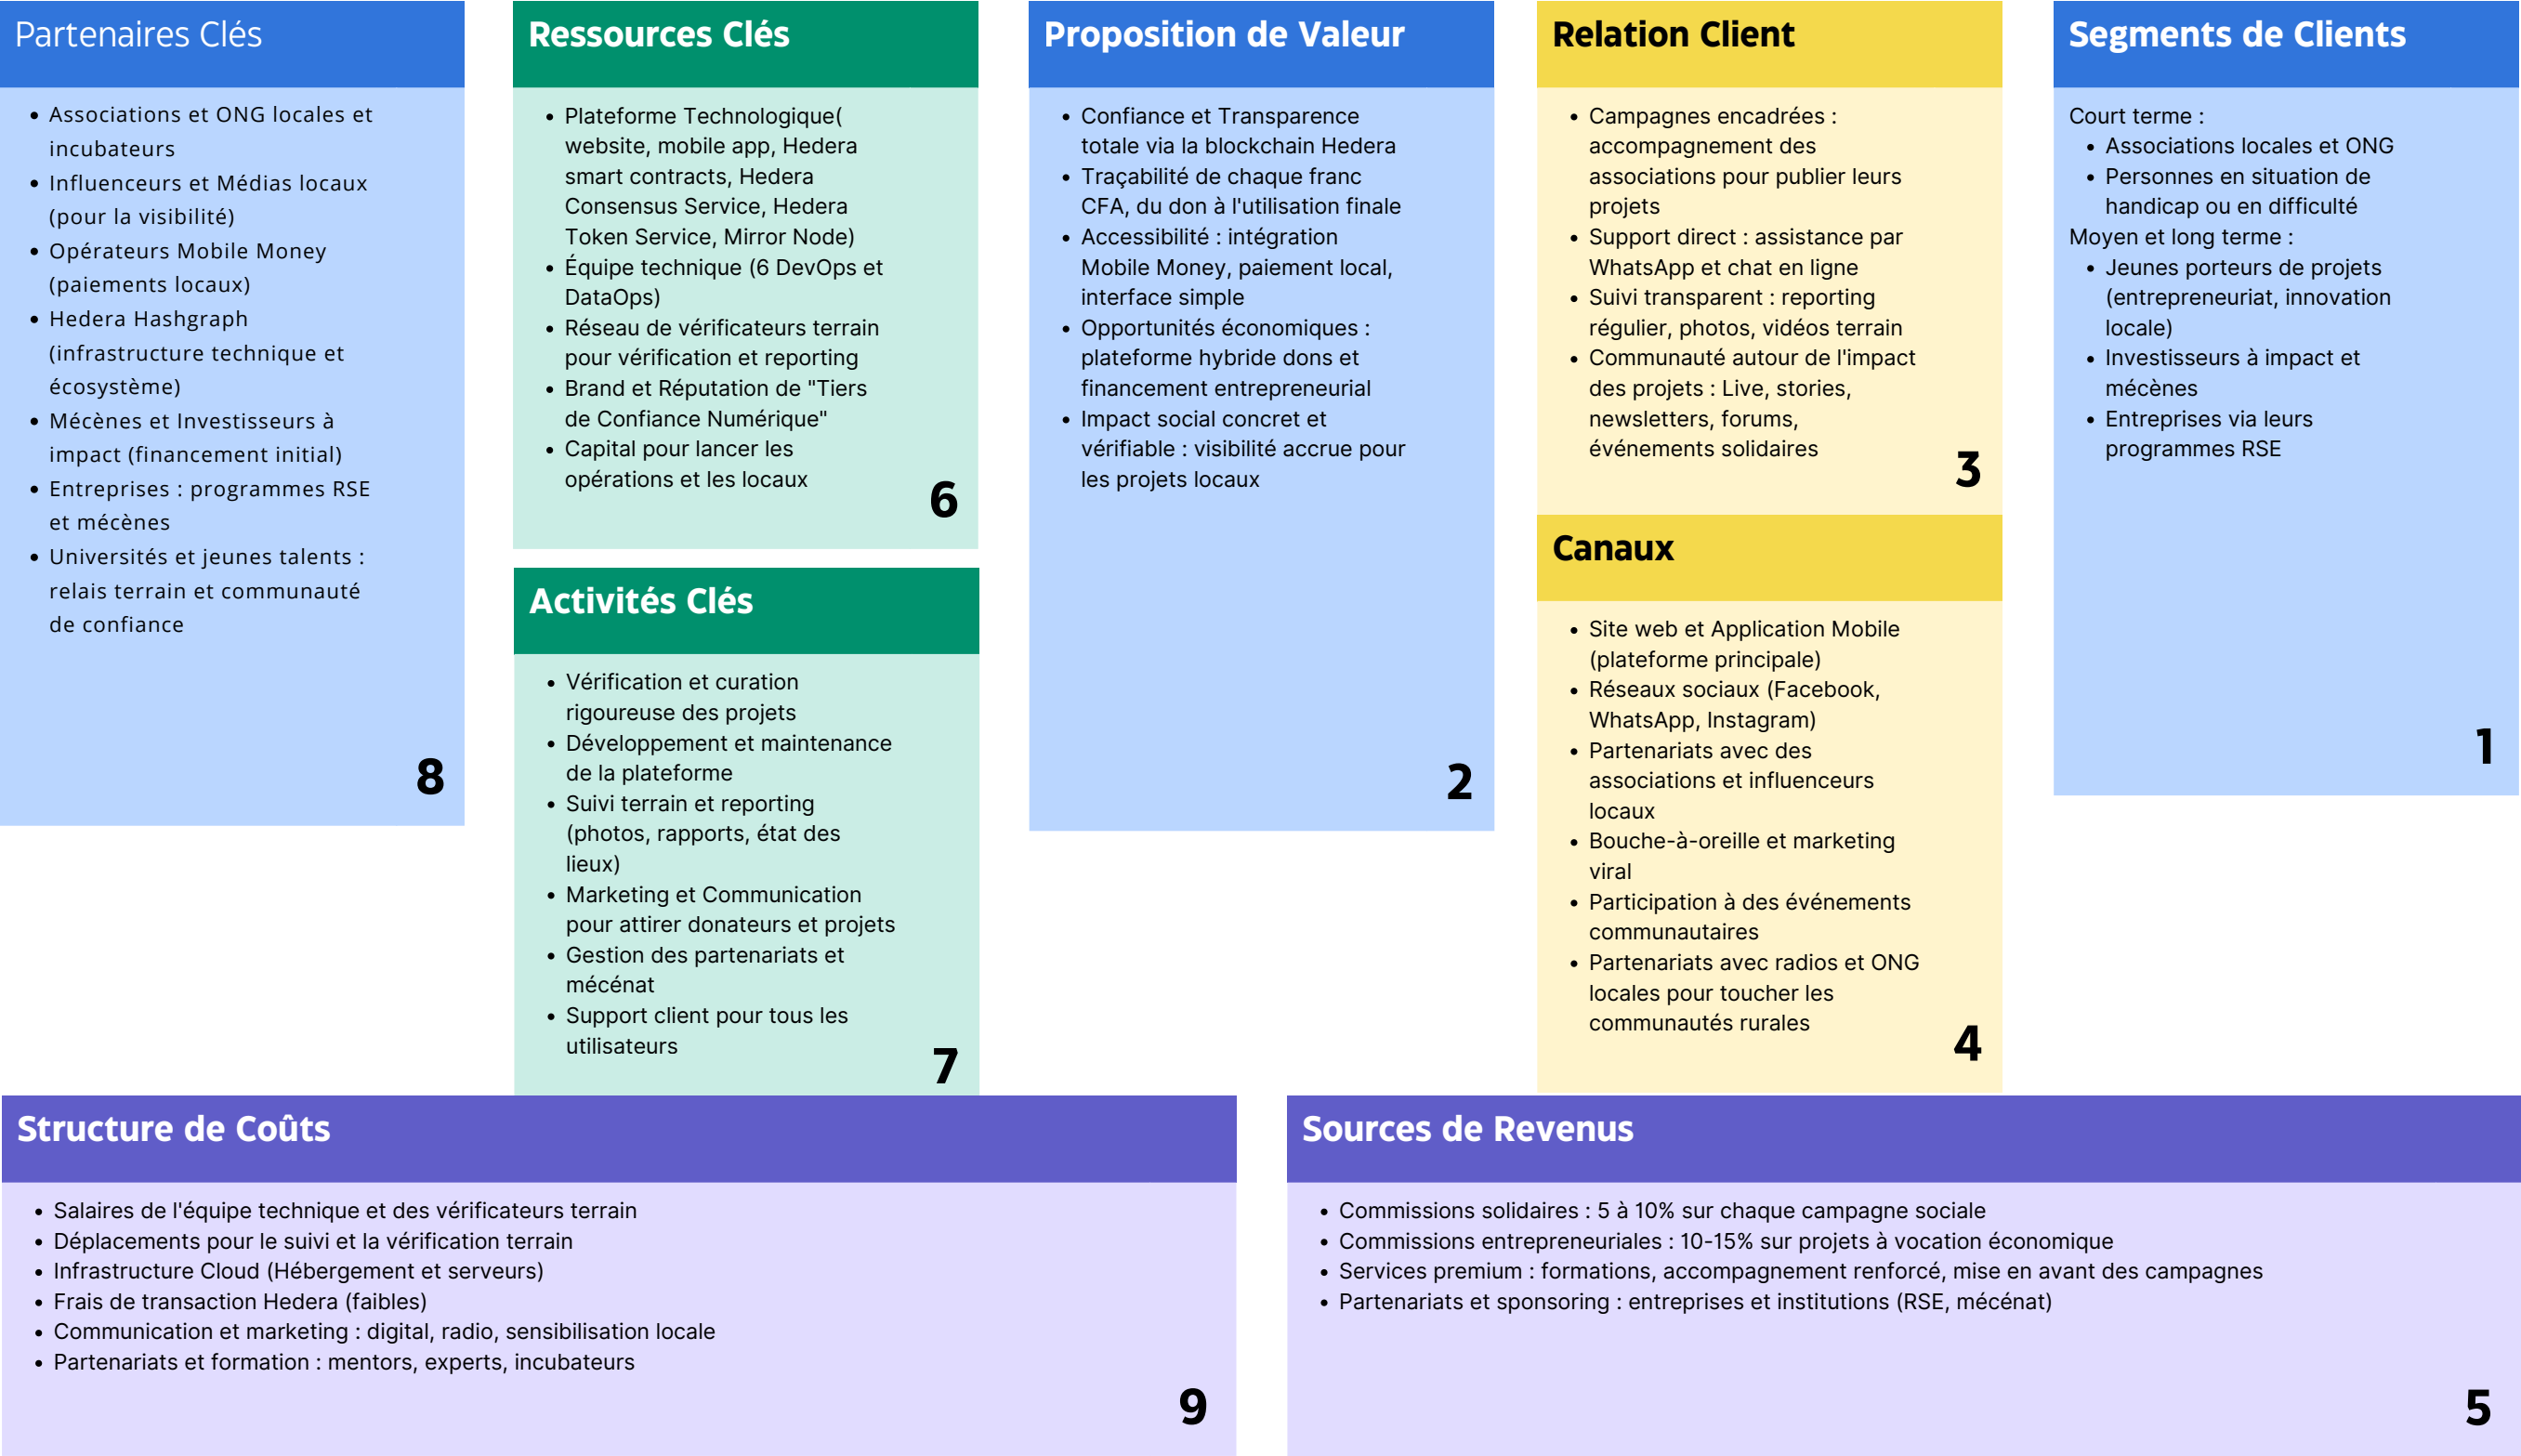 Partenaires Clés
• Associations et ONG locales et
incubateurs
• Influenceurs et Médias locaux
(pour la visibilité)
• Opérateurs Mobile Money
(paiements locaux)
• Hedera Hashgraph
(infrastructure technique et
écosystème)
• Mécènes et Investisseurs à
impact (financement initial)
• Entreprises : programmes RSE
et mécènes
• Universités et jeunes talents :
relais terrain et communauté
de confiance
8
Ressources Clés
• Plateforme Technologique(
website, mobile app, Hedera
smart contracts, Hedera
Consensus Service, Hedera
Token Service, Mirror Node)
• Équipe technique (6 DevOps et
DataOps)
• Réseau de vérificateurs terrain
pour vérification et reporting
• Brand et Réputation de "Tiers
de Confiance Numérique"
• Capital pour lancer les
opérations et les locaux
6
Activités Clés
• Vérification et curation
rigoureuse des projets
• Développement et maintenance
de la plateforme
• Suivi terrain et reporting
(photos, rapports, état des
lieux)
• Marketing et Communication
pour attirer donateurs et projets
• Gestion des partenariats et
mécénat
• Support client pour tous les
utilisateurs
7
Proposition de Valeur
• Confiance et Transparence
totale via la blockchain Hedera
• Traçabilité de chaque franc
CFA, du don à l'utilisation finale
• Accessibilité : intégration
Mobile Money, paiement local,
interface simple
• Opportunités économiques :
plateforme hybride dons et
financement entrepreneurial
• Impact social concret et
vérifiable : visibilité accrue pour
les projets locaux
2
Relation Client
• Campagnes encadrées :
accompagnement des
associations pour publier leurs
projets
• Support direct : assistance par
WhatsApp et chat en ligne
• Suivi transparent : reporting
régulier, photos, vidéos terrain
• Communauté autour de l'impact
des projets : Live, stories,
newsletters, forums,
événements solidaires
3
Canaux
• Site web et Application Mobile
(plateforme principale)
• Réseaux sociaux (Facebook,
WhatsApp, Instagram)
• Partenariats avec des
associations et influenceurs
locaux
• Bouche-à-oreille et marketing
viral
• Participation à des événements
communautaires
• Partenariats avec radios et ONG
locales pour toucher les
communautés rurales
4
Segments de Clients
Court terme :
• Associations locales et ONG
• Personnes en situation de
handicap ou en difficulté
Moyen et long terme :
• Jeunes porteurs de projets
(entrepreneuriat, innovation
locale)
• Investisseurs à impact et
mécènes
• Entreprises via leurs
programmes RSE
1
Structure de Coûts
• Salaires de l'équipe technique et des vérificateurs terrain
• Déplacements pour le suivi et la vérification terrain
• Infrastructure Cloud (Hébergement et serveurs)
• Frais de transaction Hedera (faibles)
• Communication et marketing : digital, radio, sensibilisation locale
• Partenariats et formation : mentors, experts, incubateurs
9
Sources de Revenus
• Commissions solidaires : 5 à 10% sur chaque campagne sociale
• Commissions entrepreneuriales : 10-15% sur projets à vocation économique
• Services premium : formations, accompagnement renforcé, mise en avant des campagnes
• Partenariats et sponsoring : entreprises et institutions (RSE, mécénat)
5